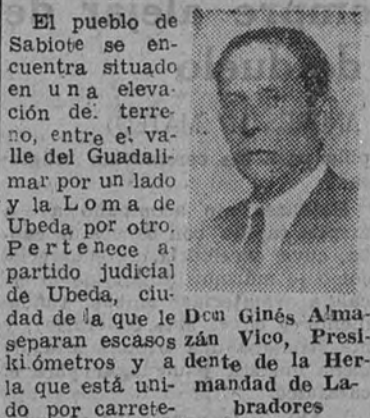 El pueblo de
Sabiote se en-
cuentra situado
en una eleva-
ción de terre-
no, entre el va-
lle del Guadali-
mar por un lado
y la Loma de
Ubeda por otro.
Pertenece a
partido judicial
de Ubeda, ciu-
dad de la que le
separan escasos
kilómetros y a
la que está uni-
do por carrete-
Don Ginés Alma-
zán Vico, Presi-
dente de la Her-
mandad de La-
bradores